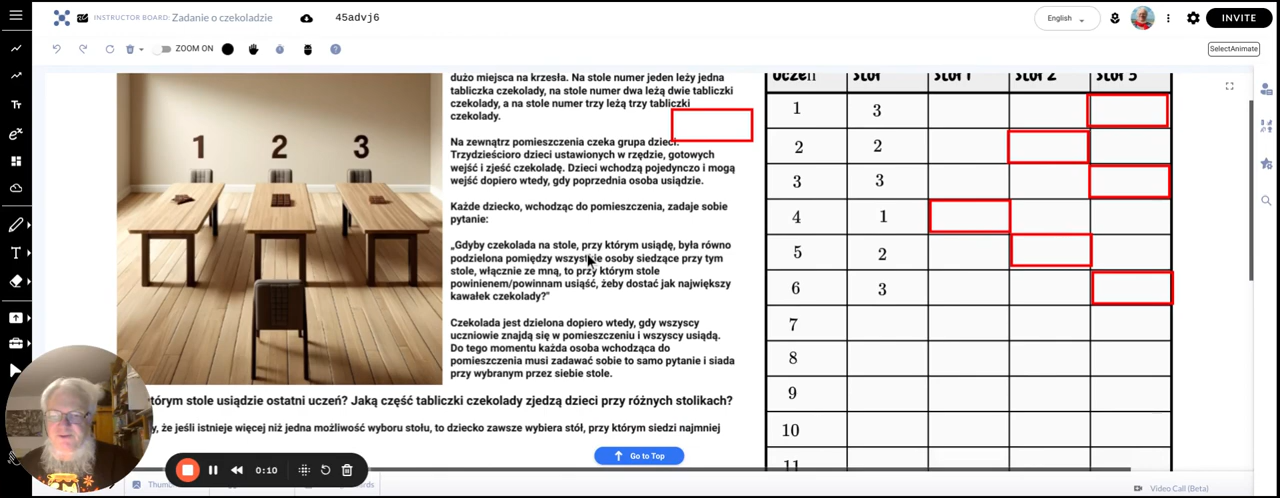 INSTRUCTOR BOARD: Zadanie o czekoladzie
45advj6
English
INVITE
ZOOM ON
SelectAnimate
1 2 3
dużo miejsca na krzesła. Na stole numer jeden leży jedna
tabliczka czekolady, na stole numer dwa leżą dwie tabliczki
czekolady, a na stole numer trzy leżą trzy tabliczki
czekolady.
Na zewnątrz pomieszczenia czeka grupa dzieci.
Trzydzieścioro dzieci ustawionych w rzędzie, gotowych
wejść i zjeść czekoladę. Dzieci wchodzą pojedynczo i mogą
wejść dopiero wtedy, gdy poprzednia osoba usiądzie.
Każde dziecko, wchodząc do pomieszczenia, zadaje sobie
pytanie:
„Gdyby czekolada na stole, przy którym usiądę, była równo
podzielona pomiędzy wszystkie osoby siedzące przy tym
stole, włącznie ze mną, to przy którym stole
powinienem/powinnam usiąść, żeby dostać jak największy
kawałek czekolady?"
Czekolada jest dzielona dopiero wtedy, gdy wszyscy
uczniowie znajdą się w pomieszczeniu i wszyscy usiądą.
Do tego momentu każda osoba wchodząca do
pomieszczenia musi zadawać sobie to samo pytanie i siada
przy wybranym przez siebie stole.
którym stole usiądzie ostatni uczeń? Jaką część tabliczki czekolady zjedzą dzieci przy różnych stolikach?
że jeśli istnieje więcej niż jedna możliwość wyboru stołu, to dziecko zawsze wybiera stół, przy którym siedzi najmniej
uczeń stół stół 1 stół 2 stół 3
1 3
2 2
3 3
4 1
5 2
6 3
7
8
9
10
11
Go to Top
0:10
Video Call (Beta)